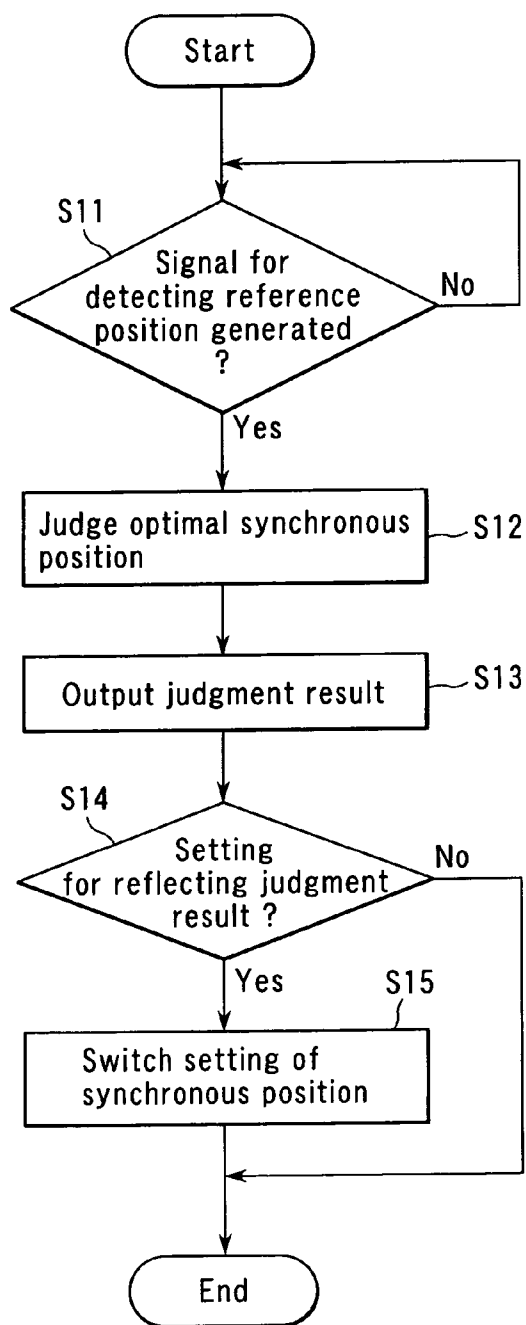 Start
S11
Signal for
detecting reference
position generated
?
No
Yes
Judge optimal synchronous
position
S12
Output judgment result
S13
S14
Setting
for reflecting judgment
result ?
No
Yes
S15
Switch setting of
synchronous position
End